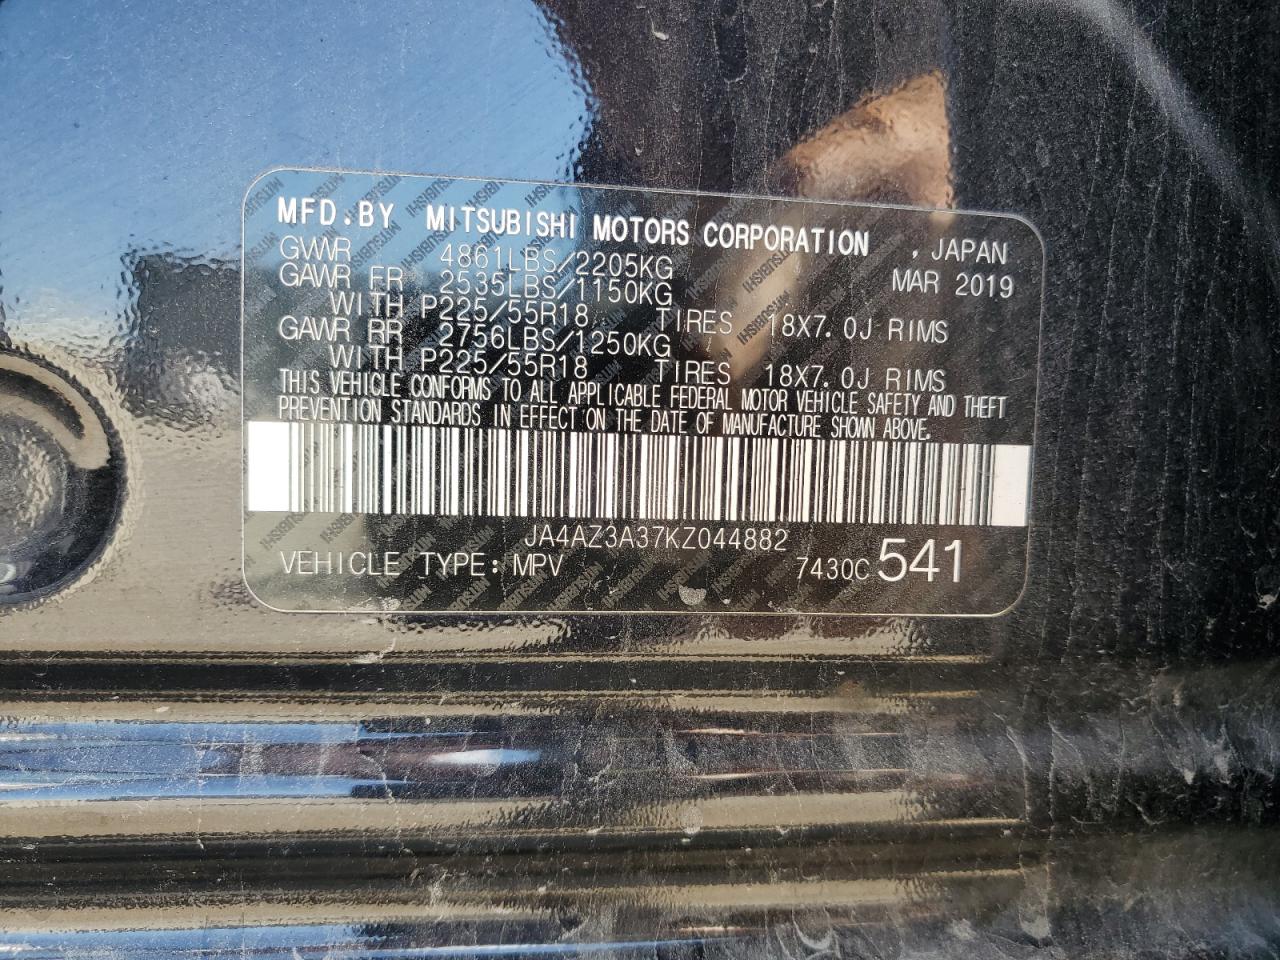 MFD.BY MITSUBISHI MOTORS CORPORATION , JAPAN
GVWR 4861LBS/2205KG MAR 2019
GAWR FR 2535LBS/1150KG
WITH P225/55R18 TIRES 18X7.0J RIMS
GAWR RR 2756LBS/1250KG
WITH P225/55R18 TIRES 18X7.0J RIMS
THIS VEHICLE CONFORMS TO ALL APPLICABLE FEDERAL MOTOR VEHICLE SAFETY AND THEFT
PREVENTION STANDARDS IN EFFECT ON THE DATE OF MANUFACTURE SHOWN ABOVE.
JA4AZ3A37KZ044882
VEHICLE TYPE: MPV 7430C 541